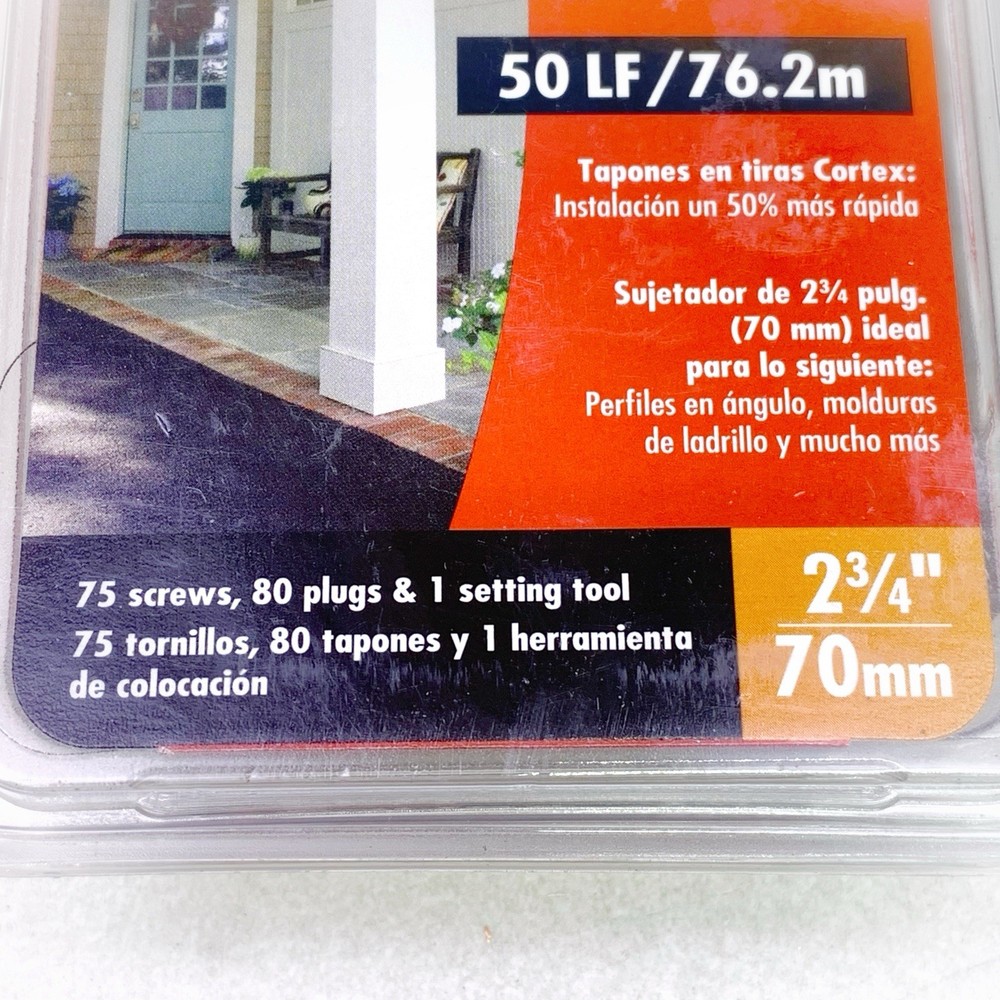 50 LF/76.2m
Tapones en tiras Cortex:
Instalación un 50% más rápida
Sujetador de 2¾ pulg.
(70 mm) ideal
para lo siguiente:
Perfiles en ángulo, molduras
de ladrillo y mucho más
75 screws, 80 plugs & 1 setting tool
75 tornillos, 80 tapones y 1 herramienta
de colocación
2¾"
70mm